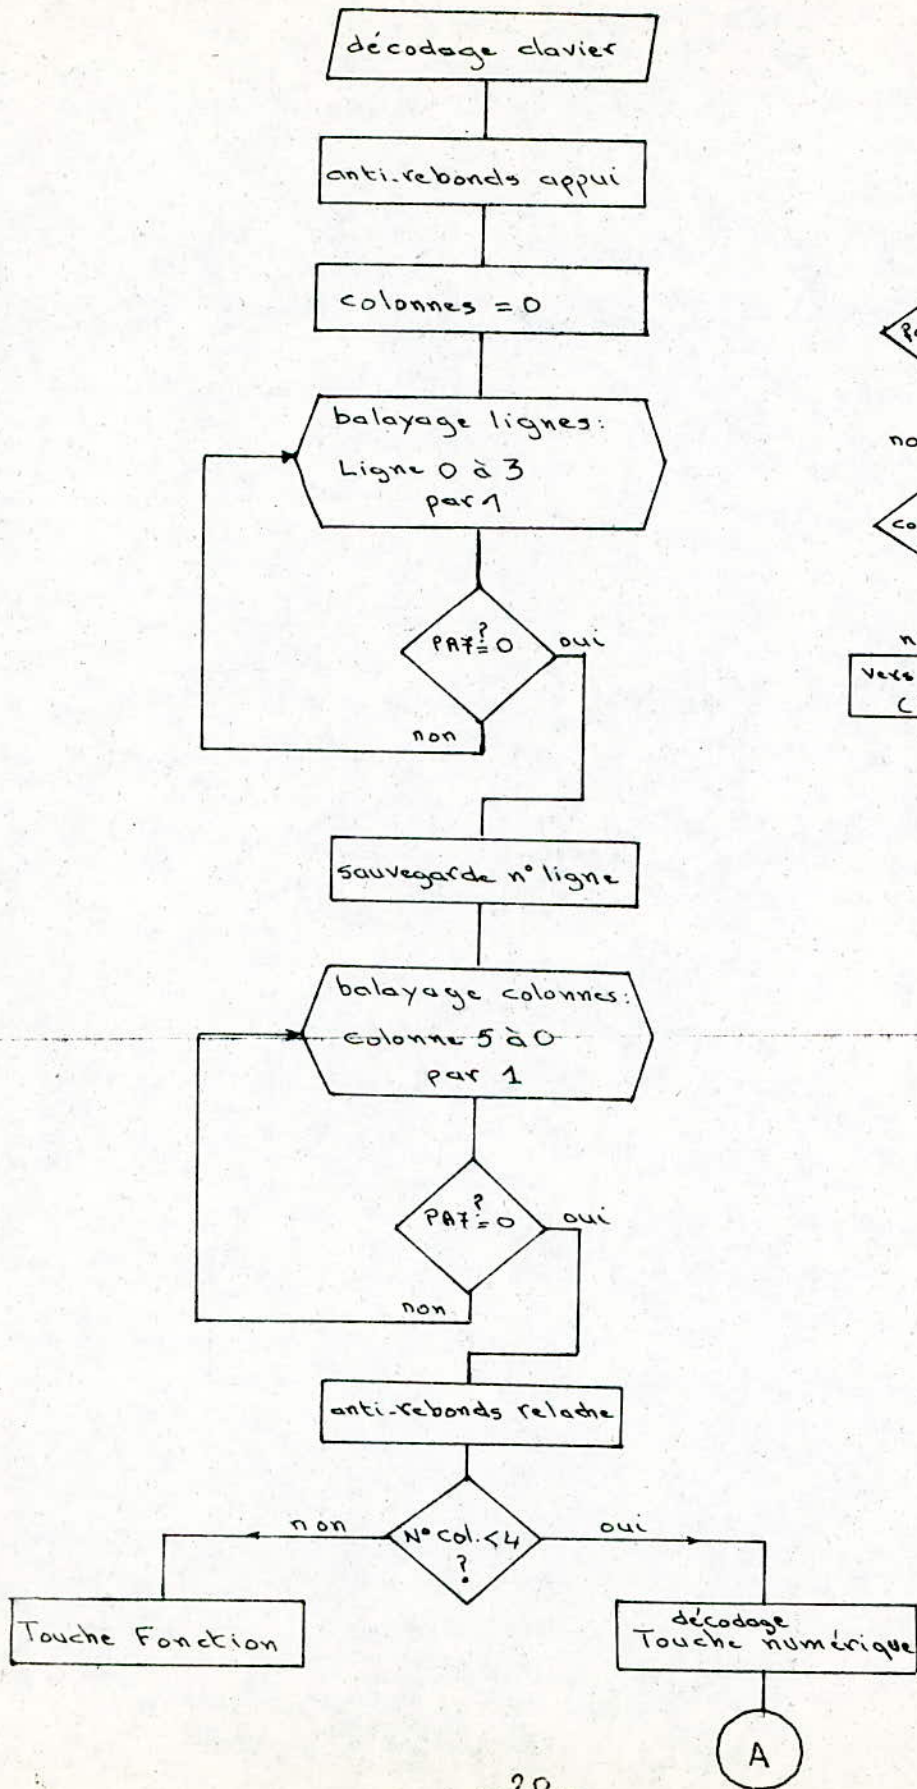 décodage clavier
anti-rebonds appui
colonnes = 0
balayage lignes:
Ligne 0 à 3
par 1
PA7 ?= 0
oui
non
sauvegarde n° ligne
balayage colonnes:
colonne 5 à 0
par 1
PA7 ?= 0
oui
non
anti-rebonds relache
non
N° col. < 4
?
oui
Touche Fonction
décodage
Touche numérique
A
vers
C